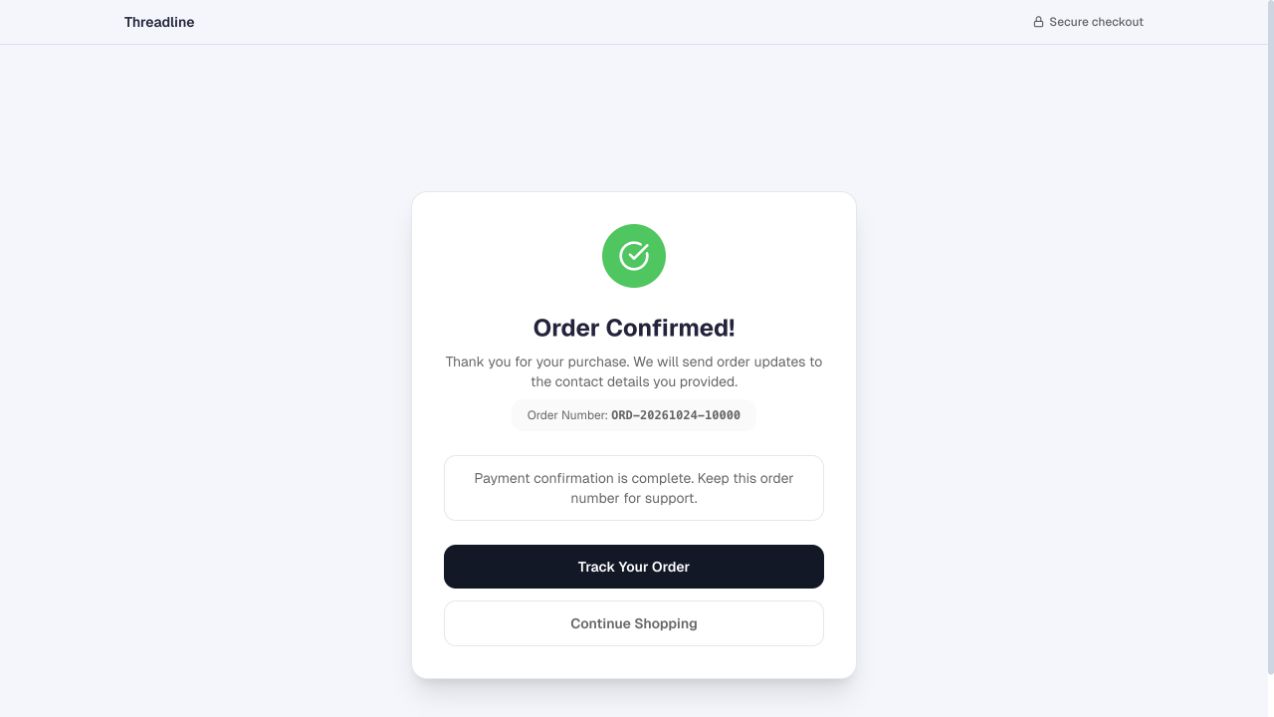 Threadline
Secure checkout
Order Confirmed!
Thank you for your purchase. We will send order updates to
the contact details you provided.
Order Number: ORD-20261024-10000
Payment confirmation is complete. Keep this order
number for support.
Track Your Order
Continue Shopping